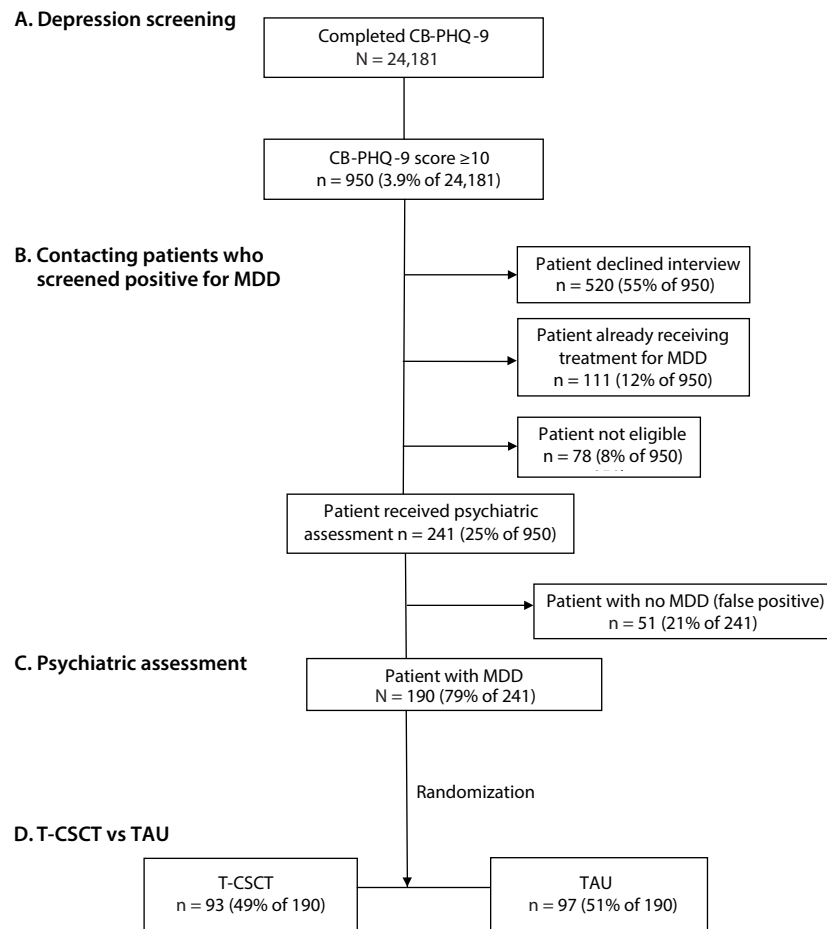 A. Depression screening
Completed CB-PHQ-9
N = 24,181
CB-PHQ-9 score ≥10
n = 950 (3.9% of 24,181)
B. Contacting patients who
screened positive for MDD
Patient declined interview
n = 520 (55% of 950)
Patient already receiving
treatment for MDD
n = 111 (12% of 950)
Patient not eligible
n = 78 (8% of 950)
Patient received psychiatric
assessment n = 241 (25% of 950)
Patient with no MDD (false positive)
n = 51 (21% of 241)
C. Psychiatric assessment
Patient with MDD
N = 190 (79% of 241)
Randomization
D. T-CSCT vs TAU
T-CSCT
n = 93 (49% of 190)
TAU
n = 97 (51% of 190)